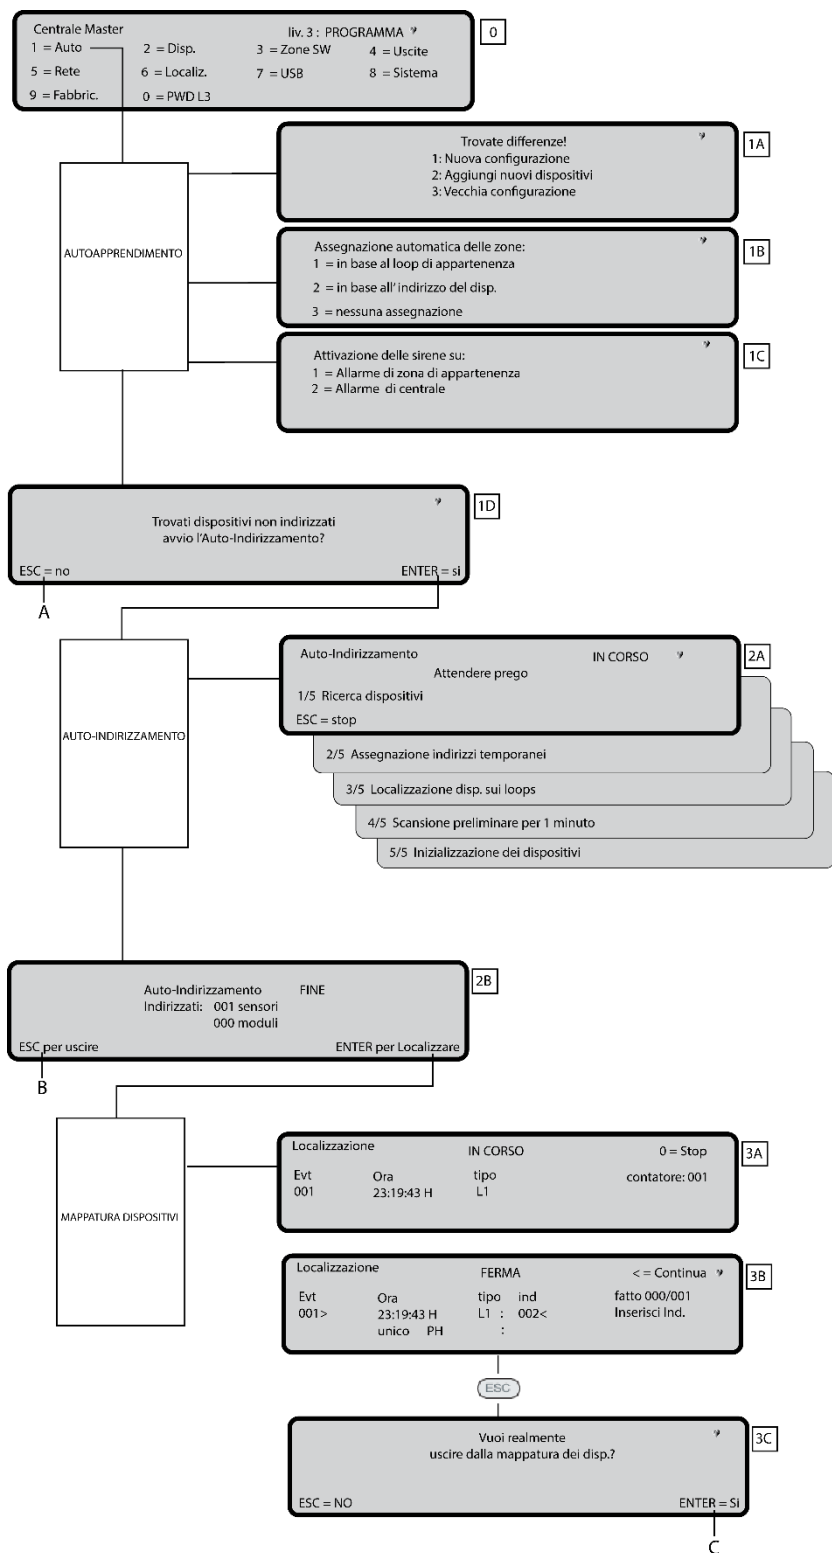 Centrale Master liv. 3 : PROGRAMMA
0
1 = Auto 2 = Disp. 3 = Zone SW 4 = Uscite
5 = Rete 6 = Localiz. 7 = USB 8 = Sistema
9 = Fabbric. 0 = PWD L3
Trovate differenze!
1A
1: Nuova configurazione
2: Aggiungi nuovi dispositivi
3: Vecchia configurazione
AUTOAPPRENDIMENTO
Assegnazione automatica delle zone:
1B
1 = in base al loop di appartenenza
2 = in base all' indirizo del disp.
3 = nessuna assegnazione
Attivazione delle sirene su:
1C
1 = Allarme di zona di appartenenza
2 = Allarme di centrale
1D
Trovati dispositivi non indirizzati
avvio l'Auto-Indirizzamento?
ESC = no ENTER = si
A
AUTO-INDIRIZZAMENTO
Auto-Indirizzamento IN CORSO
2A
Attendere prego
1/5 Ricerca dispositivi
ESC = stop
2/5 Assegnazione indirizzi temporanei
3/5 Localizzazione disp. sui loops
4/5 Scansione preliminare per 1 minuto
5/5 Inizializzazione dei dispositivi
2B
Auto-Indirizzamento FINE
Indirizzati: 001 sensori
000 moduli
ESC per uscire ENTER per Localizzare
B
MAPPATURA DISPOSITIVI
Localizzazione IN CORSO 0 = Stop
3A
Evt Ora tipo contatore: 001
001 23:19:43 H L1
Localizzazione FERMA < = Continua
3B
Evt Ora tipo ind fatto 000/001
001> 23:19:43 H L1 : 002< Inserisci Ind.
unico PH :
ESC
Vuoi realmente
3C
uscire dalla mappatura dei disp.?
ESC = NO ENTER = Si
C